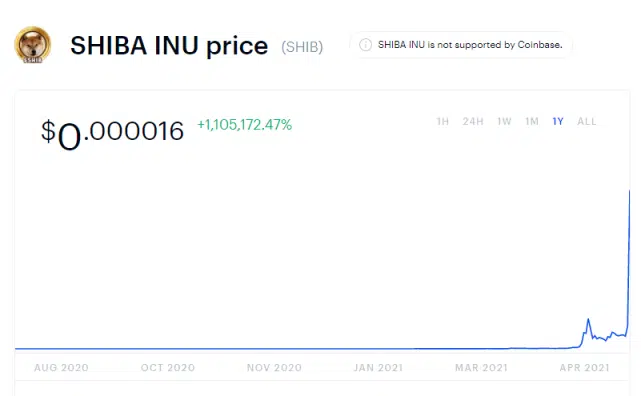 SHIBA INU price (SHIB) SHIBA INU is not supported by Coinbase.
$0.000016 +1,105,172.47% 1H 24H 1W 1M 1Y ALL
AUG 2020 OCT 2020 NOV 2020 JAN 2021 MAR 2021 APR 2021